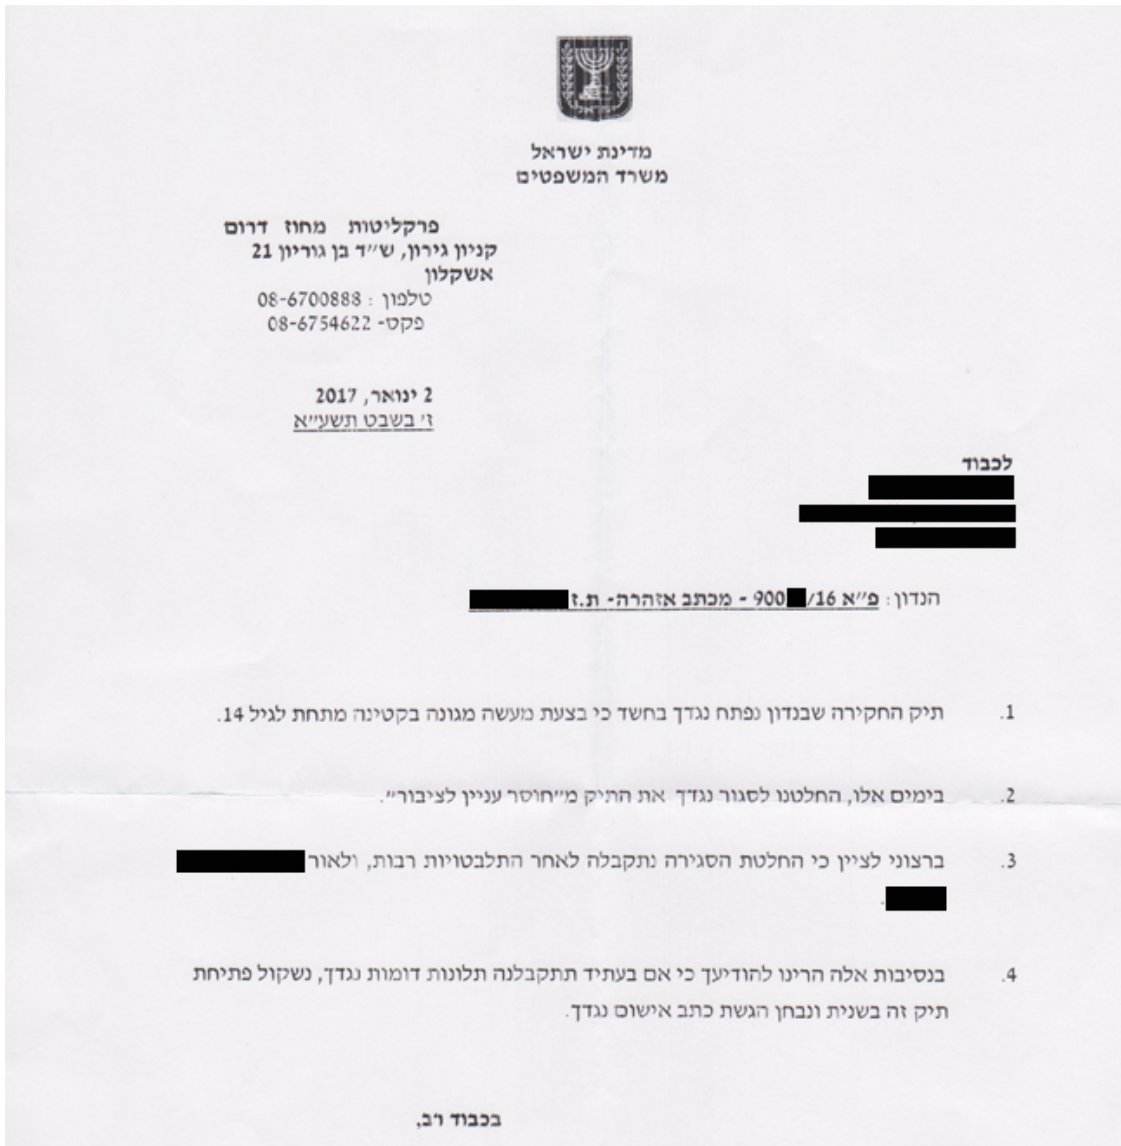 מדינת ישראל
משרד המשפטים
פרקליטות מחוז דרום
קניון גירון, ש״ד בן גוריון 21
אשקלון
טלפון : 08-6700888
פקס- 08-6754622
2 ינואר, 2017
ז׳ בשבט תשע״א
לכבוד
הנדון : פ״א 900/16 - מכתב אזהרה- ת.ז
1. תיק החקירה שבנדון נפתח נגדך בחשד כי בצעת מעשה מגונה בקטינה מתחת לגיל 14.
2. בימים אלו, החלטנו לסגור נגדך את התיק מ״חוסר עניין לציבור״.
3. ברצוני לציין כי החלטת הסגירה נתקבלה לאחר התלבטויות רבות, ולאור
.
4. בנסיבות אלה הרינו להודיעך כי אם בעתיד תתקבלנה תלונות דומות נגדך, נשקול פתיחת
תיק זה בשנית ונבחן הגשת כתב אישום נגדך.
בכבוד רב,